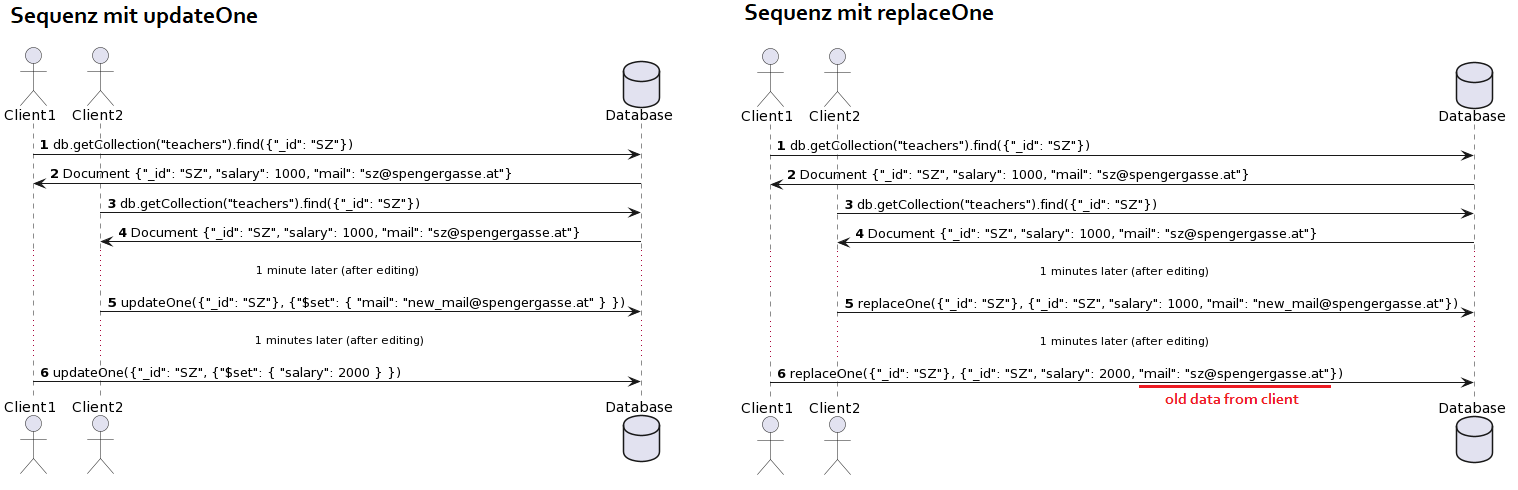 Sequenz mit updateOne
Client1 Client2 Database
1 db.getCollection("teachers").find({"_id": "SZ"})
2 Document {"_id": "SZ", "salary": 1000, "mail": "sz@spengergasse.at"}
3 db.getCollection("teachers").find({"_id": "SZ"})
4 Document {"_id": "SZ", "salary": 1000, "mail": "sz@spengergasse.at"}
1 minute later (after editing)
5 updateOne({"_id": "SZ"}, {"$set": { "mail": "new_mail@spengergasse.at" } })
1 minutes later (after editing)
6 updateOne({"_id": "SZ", {"$set": { "salary": 2000 } })
Client1 Client2 Database
Sequenz mit replaceOne
Client1 Client2 Database
1 db.getCollection("teachers").find({"_id": "SZ"})
2 Document {"_id": "SZ", "salary": 1000, "mail": "sz@spengergasse.at"}
3 db.getCollection("teachers").find({"_id": "SZ"})
4 Document {"_id": "SZ", "salary": 1000, "mail": "sz@spengergasse.at"}
1 minutes later (after editing)
5 replaceOne({"_id": "SZ"}, {"_id": "SZ", "salary": 1000, "mail": "new_mail@spengergasse.at"})
1 minutes later (after editing)
6 replaceOne({"_id": "SZ"}, {"_id": "SZ", "salary": 2000, "mail": "sz@spengergasse.at"})
old data from client
Client1 Client2 Database